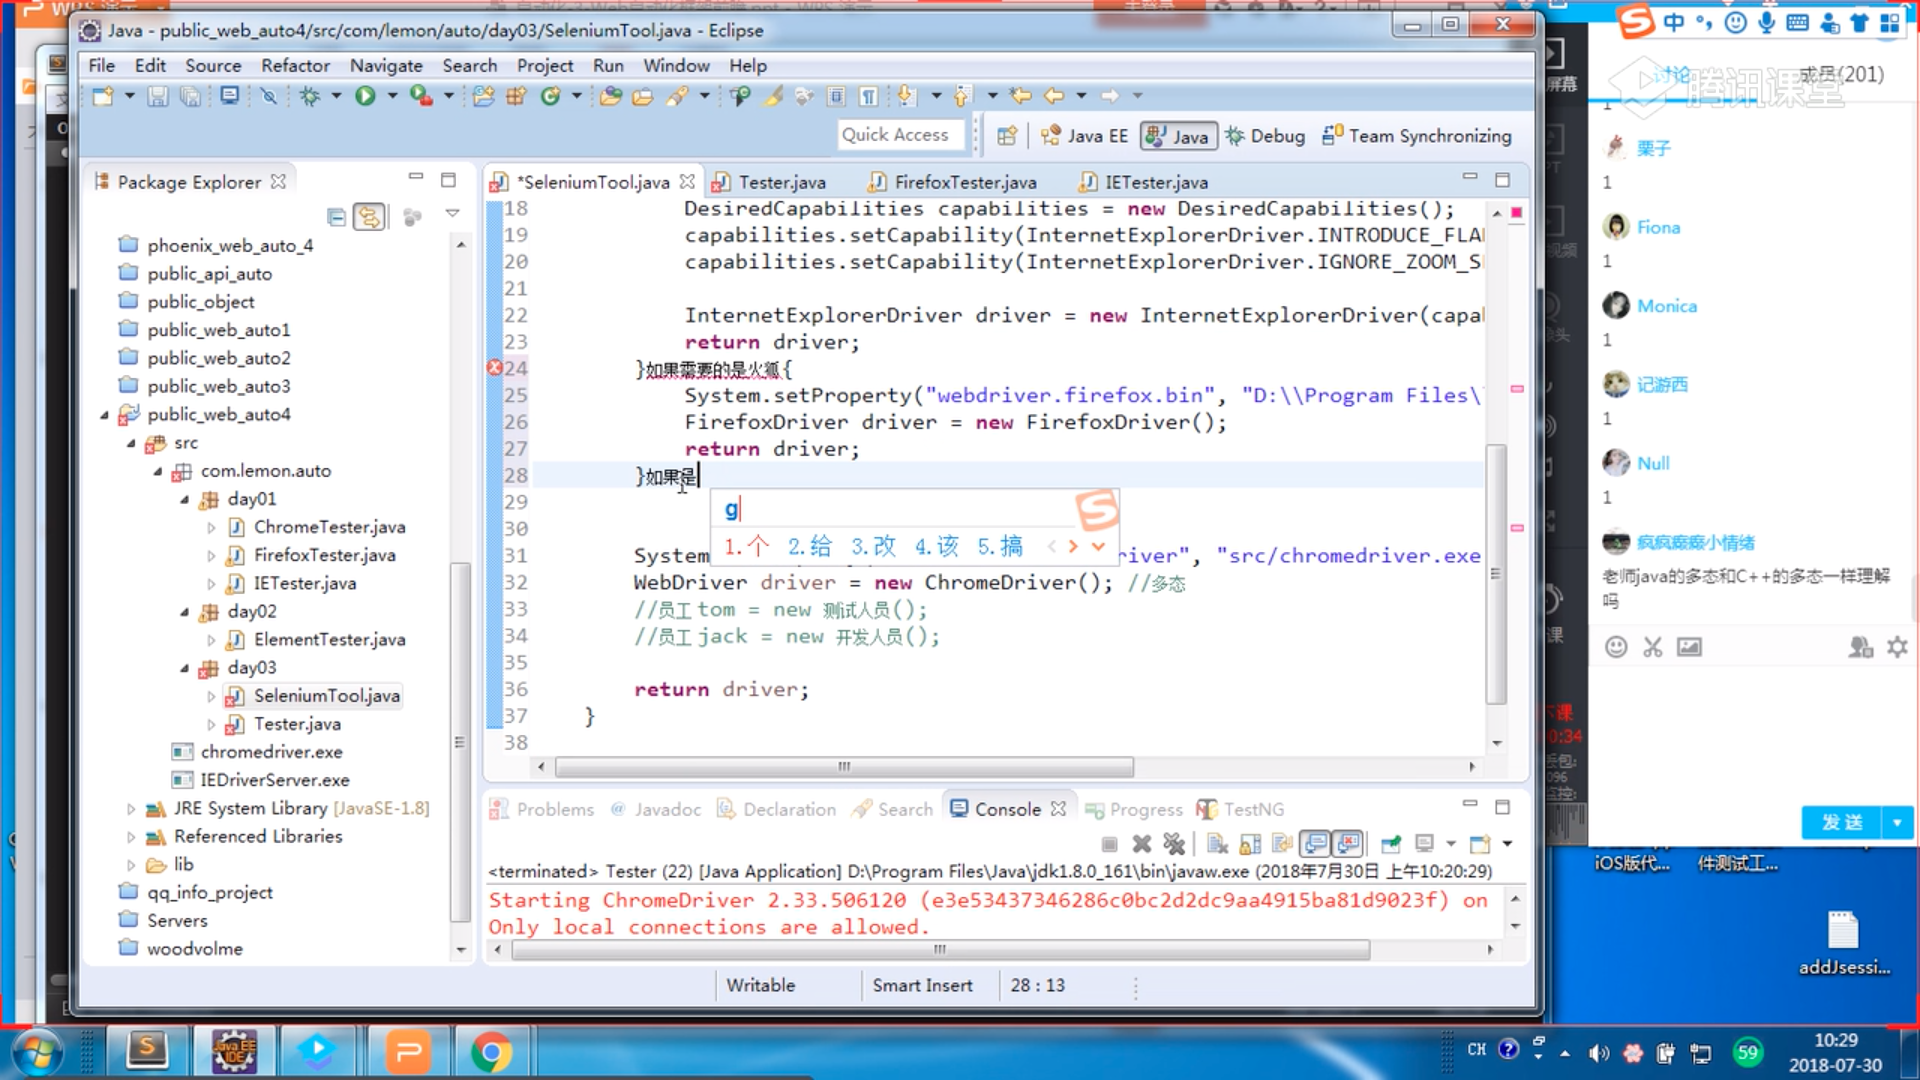 Java - public_web_auto4/src/com/lemon/auto/day03/SeleniumTool.java - Eclipse
File Edit Source Refactor Navigate Search Project Run Window Help
Quick Access
Java EE Java Debug Team Synchronizing
Package Explorer
phoenix_web_auto_4
public_api_auto
public_object
public_web_auto1
public_web_auto2
public_web_auto3
public_web_auto4
src
com.lemon.auto
day01
ChromeTester.java
FirefoxTester.java
IETester.java
day02
ElementTester.java
day03
SeleniumTool.java
Tester.java
chromedriver.exe
IEDriverServer.exe
JRE System Library [JavaSE-1.8]
Referenced Libraries
lib
qq_info_project
Servers
woodvolme
*SeleniumTool.java Tester.java FirefoxTester.java IETester.java
18 DesiredCapabilities capabilities = new DesiredCapabilities();
19 capabilities.setCapability(InternetExplorerDriver.INTRODUCE_FLA
20 capabilities.setCapability(InternetExplorerDriver.IGNORE_ZOOM_S
21
22 InternetExplorerDriver driver = new InternetExplorerDriver(capa
23 return driver;
24 }如果需要的是火狐{
25 System.setProperty("webdriver.firefox.bin", "D:\\Program Files\
26 FirefoxDriver driver = new FirefoxDriver();
27 return driver;
28 }如果是
g
1.个 2.给 3.改 4.该 5.搞
29
30
31 System river", "src/chromedriver.exe
32 WebDriver driver = new ChromeDriver(); //多态
33 //员工 tom = new 测试人员();
34 //员工 jack = new 开发人员();
35
36 return driver;
37 }
38
Problems Javadoc Declaration Search Console Progress TestNG
<terminated> Tester (22) [Java Application] D:\Program Files\Java\jdk1.8.0_161\bin\javaw.exe (2018年7月30日 上午10:20:29)
Starting ChromeDriver 2.33.506120 (e3e53437346286c0bc2d2dc9aa4915ba81d9023f) on
Only local connections are allowed.
Writable Smart Insert 28 : 13
中
讨论 成员(201)
腾讯课堂
1
栗子
1
Fiona
1
Monica
1
记游西
1
Null
1
疯疯癫癫小情绪
老师java的多态和C++的多态一样理解
吗
发送
iOS版代... 件测试工...
addJsessi...
CH
59
10:29
2018-07-30